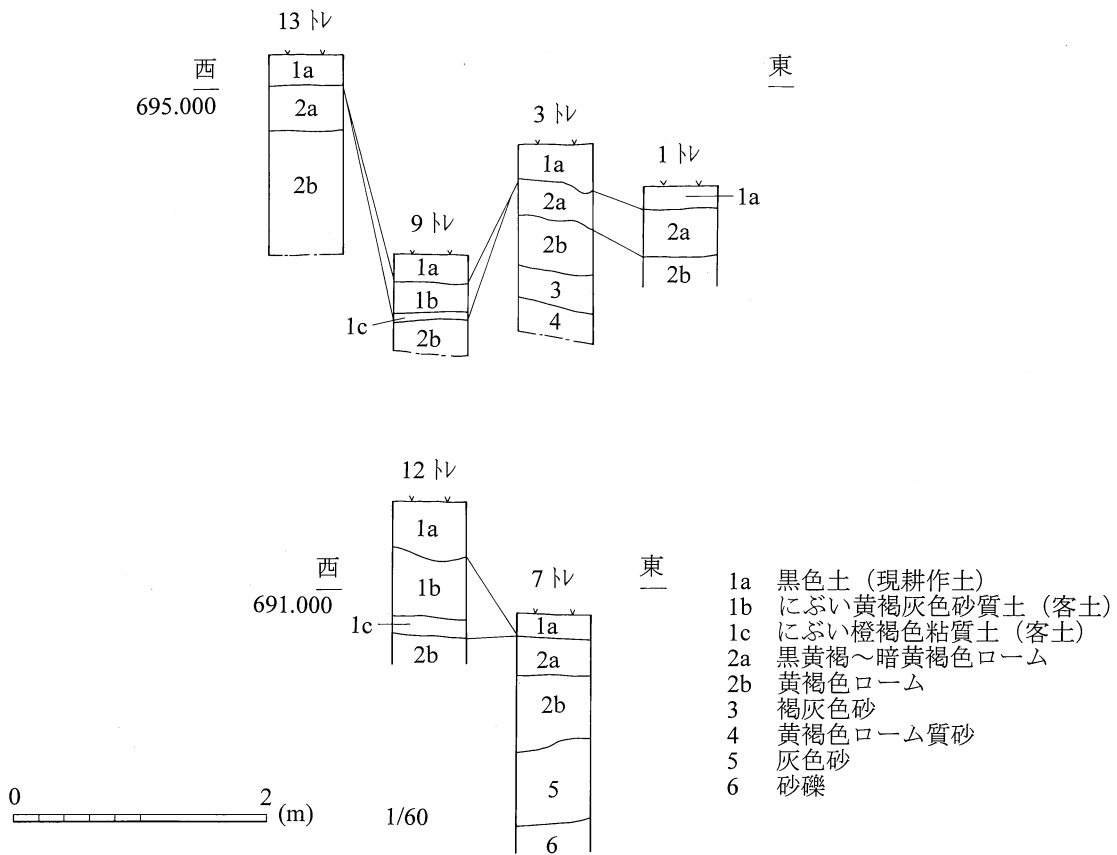 13 トレ
西
695.000
1a
2a
2b
9 トレ
1a
1b
1c
2b
3 トレ
1a
2a
2b
3
4
東
1 トレ
1a
2a
2b
12 トレ
西
691.000
1a
1b
1c
2b
7 トレ
東
1a
2a
2b
5
6
1a 黒色土（現耕作土）
1b にぶい黄褐灰色砂質土（客土）
1c にぶい橙褐色粘質土（客土）
2a 黒黄褐～暗黄褐色ローム
2b 黄褐色ローム
3 褐灰色砂
4 黄褐色ローム質砂
5 灰色砂
6 砂礫
0 2 (m)
1/60